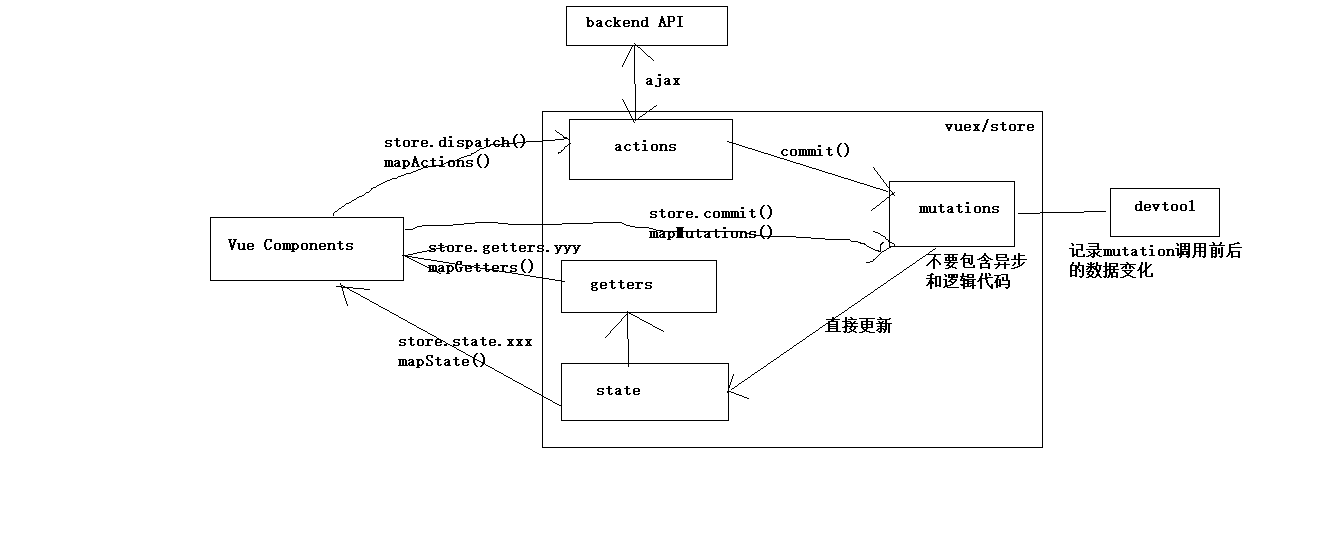 backend API
ajax
vuex/store
store.dispatch()
mapActions()
actions
commit()
mutations
devtool
store.commit()
mapMutations()
Vue Components
store.getters.yyy
mapGetters()
记录mutation调用前后
的数据变化
不要包含异步
和逻辑代码
getters
直接更新
store.state.xxx
mapState()
state